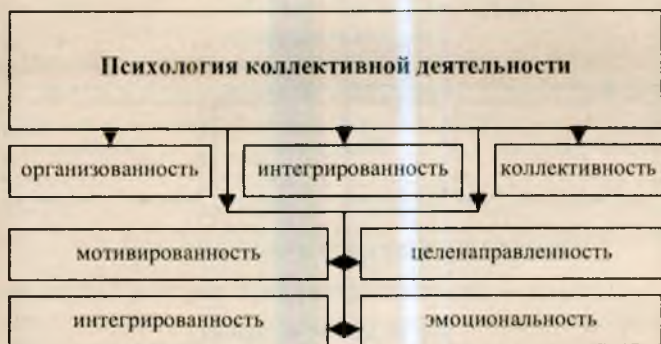 Психология коллективной деятельности
организованность интегрированность коллективность
мотивированность целенаправленность
интегрированность эмоциональность